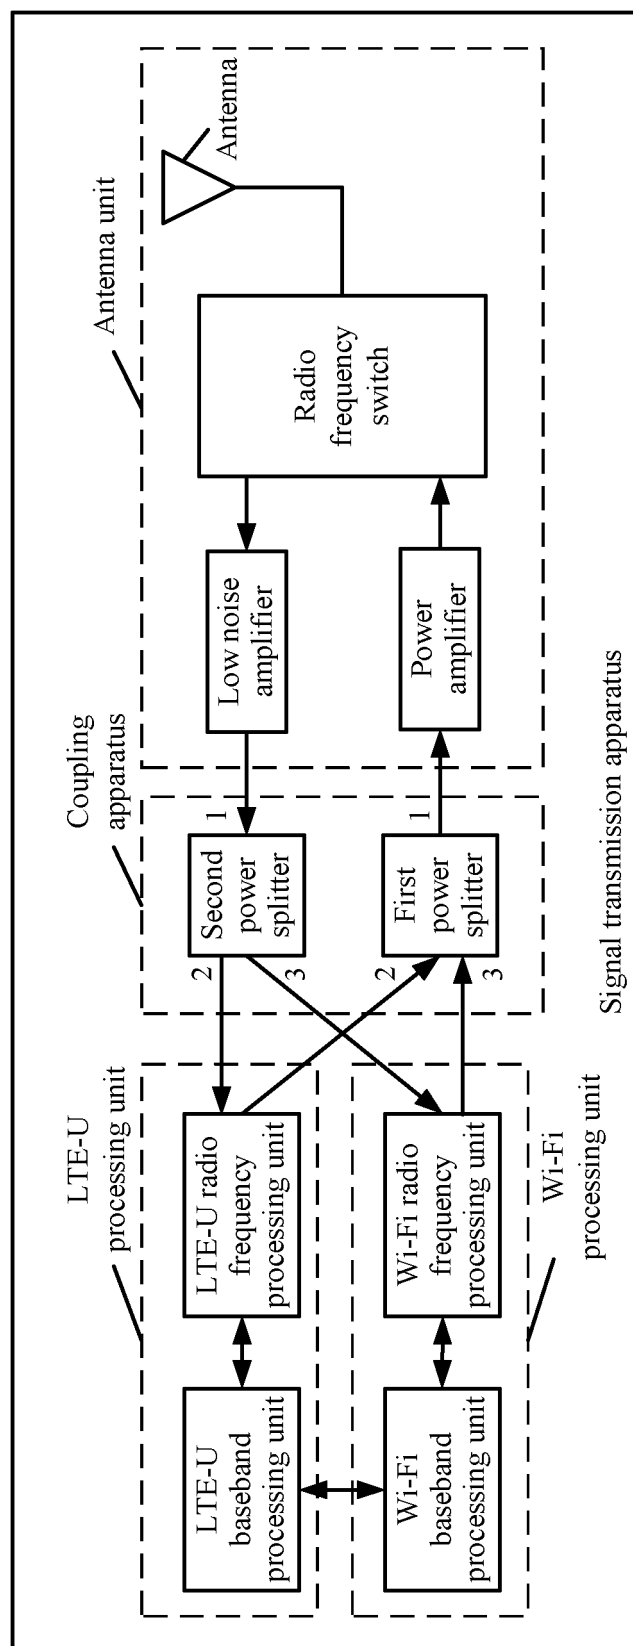 LTE-U
processing unit
Coupling
apparatus
Antenna unit
LTE-U
baseband
processing unit
LTE-U radio
frequency
processing unit
2
Second
power
splitter
3
1
Low noise
amplifier
Radio
frequency
switch
Antenna
Wi-Fi
baseband
processing unit
Wi-Fi radio
frequency
processing unit
2
First
power
splitter
3
1
Power
amplifier
Wi-Fi
processing unit
Signal transmission apparatus